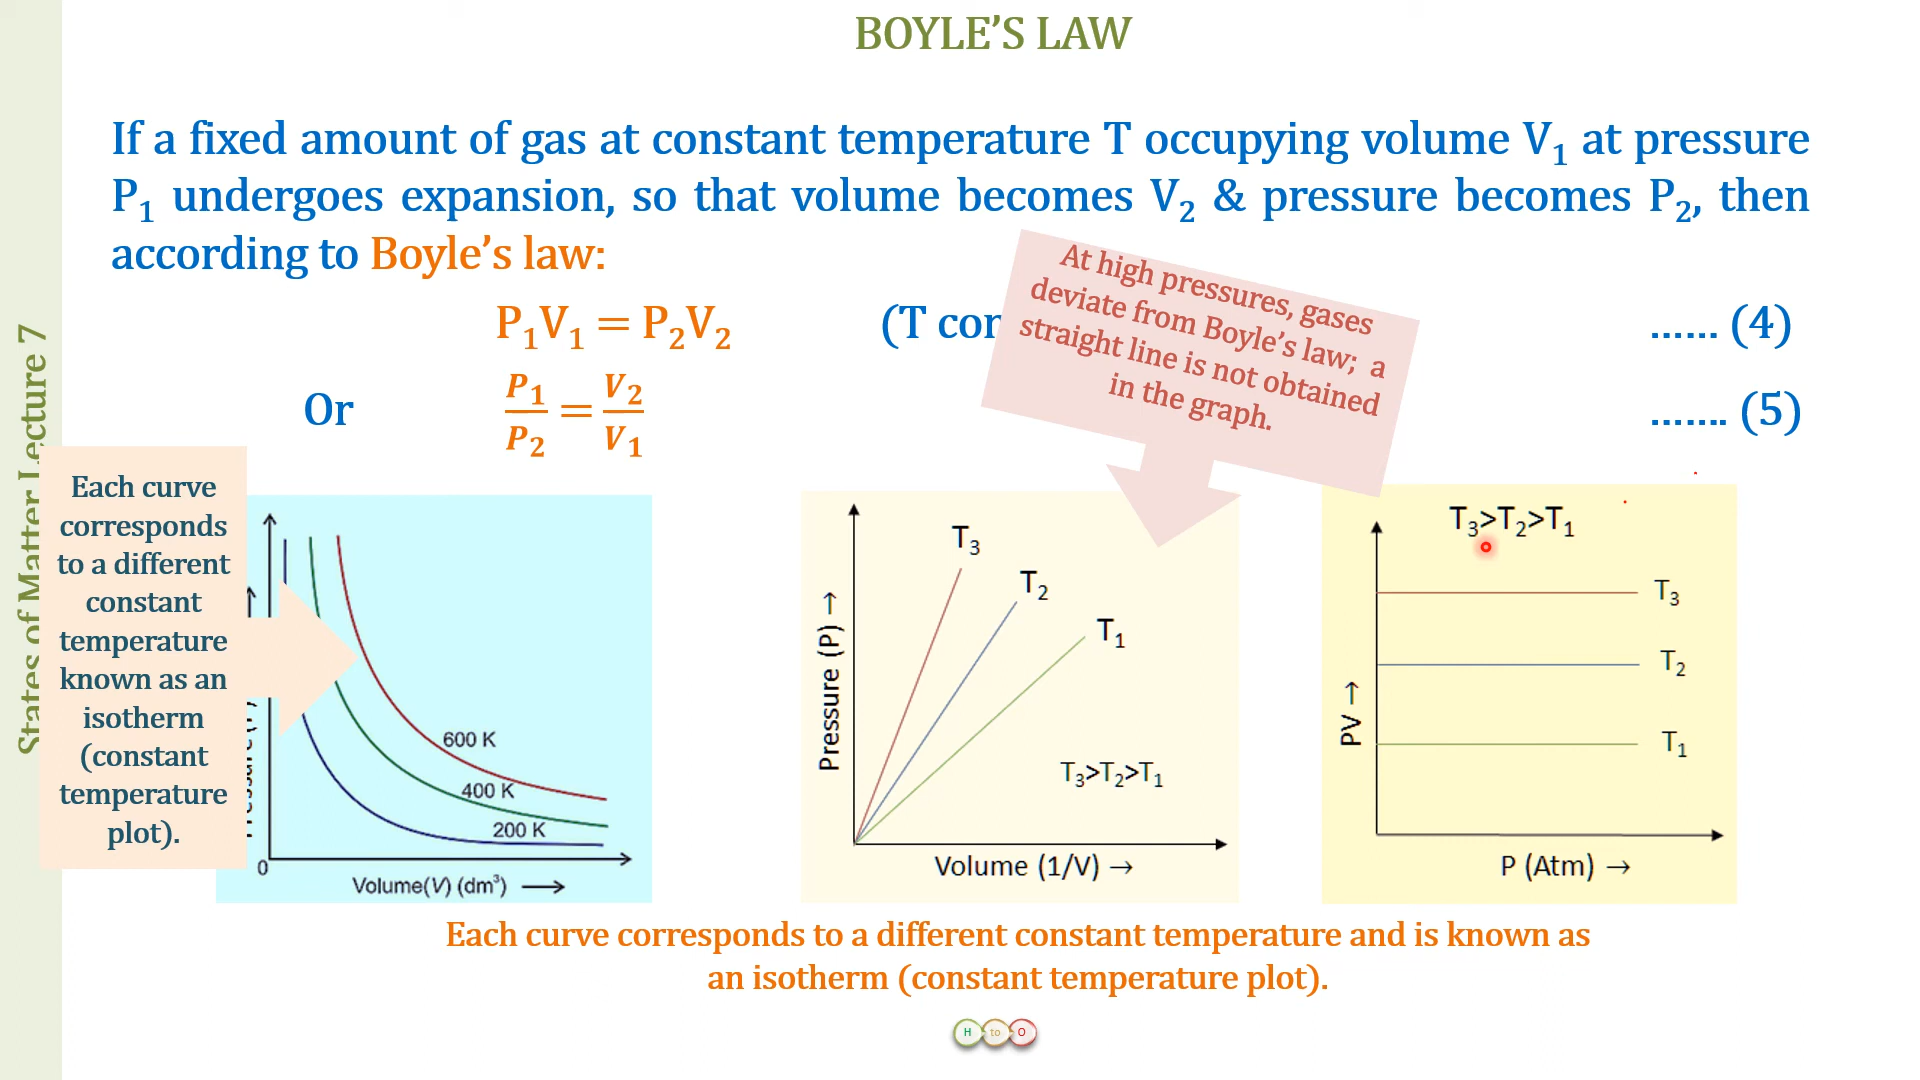 BOYLE'S LAW
If a fixed amount of gas at constant temperature T occupying volume V₁ at pressure
P₁ undergoes expansion, so that volume becomes V₂ & pressure becomes P₂, then
according to Boyle's law:
P₁V₁ = P₂V₂ (T con ...... (4)
Or P₁/P₂ = V₂/V₁ ....... (5)
At high pressures, gases
deviate from Boyle's law; a
straight line is not obtained
in the graph.
States of Matter Lecture 7
Each curve
corresponds
to a different
constant
temperature
known as an
isotherm
(constant
temperature
plot).
600 K
400 K
200 K
0
Volume(V) (dm³) →
T₃
T₂
T₁
Pressure (P) →
T₃>T₂>T₁
Volume (1/V) →
T₃>T₂>T₁
T₃
T₂
T₁
PV →
P (Atm) →
Each curve corresponds to a different constant temperature and is known as
an isotherm (constant temperature plot).
H to O